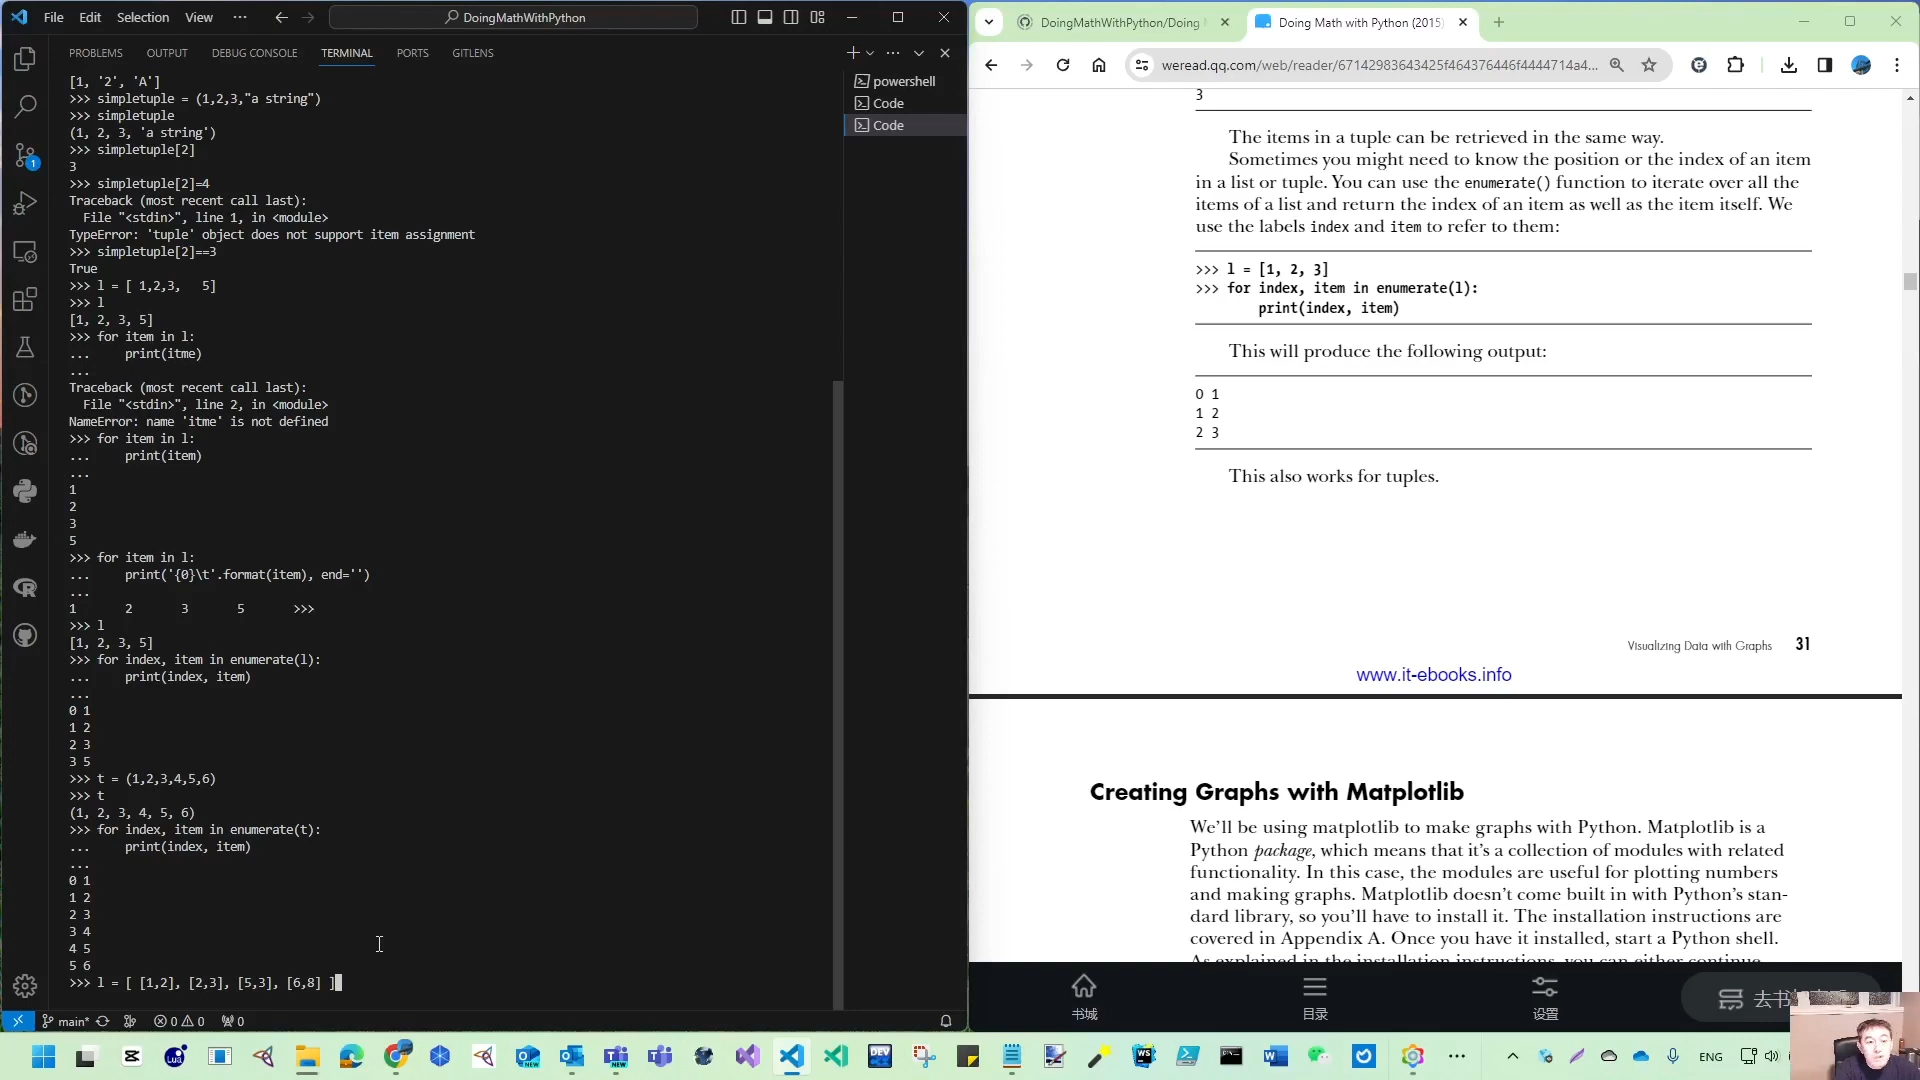 File Edit Selection View ··· DoingMathWithPython
PROBLEMS OUTPUT DEBUG CONSOLE TERMINAL PORTS GITLENS
powershell
Code
Code
[1, '2', 'A']
>>> simpletuple = (1,2,3,"a string")
>>> simpletuple
(1, 2, 3, 'a string')
>>> simpletuple[2]
3
>>> simpletuple[2]=4
Traceback (most recent call last):
  File "<stdin>", line 1, in <module>
TypeError: 'tuple' object does not support item assignment
>>> simpletuple[2]==3
True
>>> l = [ 1,2,3,   5]
>>> l
[1, 2, 3, 5]
>>> for item in l:
...     print(itme)
...
Traceback (most recent call last):
  File "<stdin>", line 2, in <module>
NameError: name 'itme' is not defined
>>> for item in l:
...     print(item)
...
1
2
3
5
>>> for item in l:
...     print('{0}\t'.format(item), end='')
...
1       2       3       5       >>>
>>> l
[1, 2, 3, 5]
>>> for index, item in enumerate(l):
...     print(index, item)
...
0 1
1 2
2 3
3 5
>>> t = (1,2,3,4,5,6)
>>> t
(1, 2, 3, 4, 5, 6)
>>> for index, item in enumerate(t):
...     print(index, item)
...
0 1
1 2
2 3
3 4
4 5
5 6
>>> l = [ [1,2], [2,3], [5,3], [6,8] ]
main* 0 0 0
DoingMathWithPython/Doing Doing Math with Python (2015)
weread.qq.com/web/reader/67142983643425f464376446f4444714a4...
3
The items in a tuple can be retrieved in the same way.
Sometimes you might need to know the position or the index of an item
in a list or tuple. You can use the enumerate() function to iterate over all the
items of a list and return the index of an item as well as the item itself. We
use the labels index and item to refer to them:
>>> l = [1, 2, 3]
>>> for index, item in enumerate(l):
        print(index, item)
This will produce the following output:
0 1
1 2
2 3
This also works for tuples.
Visualizing Data with Graphs 31
www.it-ebooks.info
Creating Graphs with Matplotlib
We'll be using matplotlib to make graphs with Python. Matplotlib is a
Python package, which means that it's a collection of modules with related
functionality. In this case, the modules are useful for plotting numbers
and making graphs. Matplotlib doesn't come built in with Python's stan-
dard library, so you'll have to install it. The installation instructions are
covered in Appendix A. Once you have it installed, start a Python shell.
As explained in the installation instructions, you can either continue
书城 目录 设置 去书
ENG